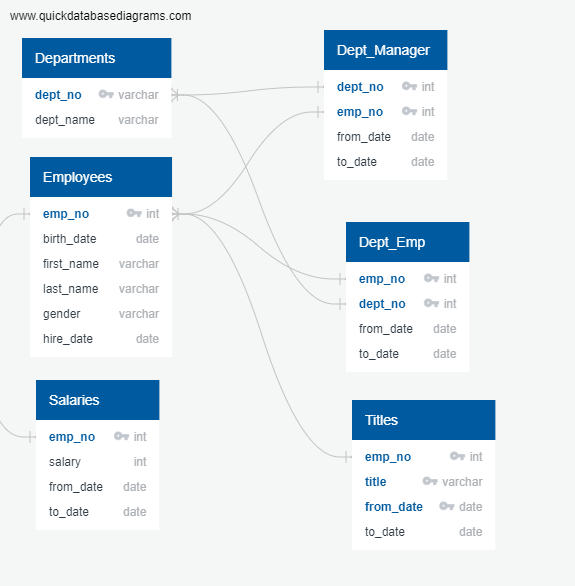 www.quickdatabasediagrams.com
Departments
dept_no varchar
dept_name varchar
Employees
emp_no int
birth_date date
first_name varchar
last_name varchar
gender varchar
hire_date date
Salaries
emp_no int
salary int
from_date date
to_date date
Dept_Manager
dept_no int
emp_no int
from_date date
to_date date
Dept_Emp
emp_no int
dept_no int
from_date date
to_date date
Titles
emp_no int
title varchar
from_date date
to_date date